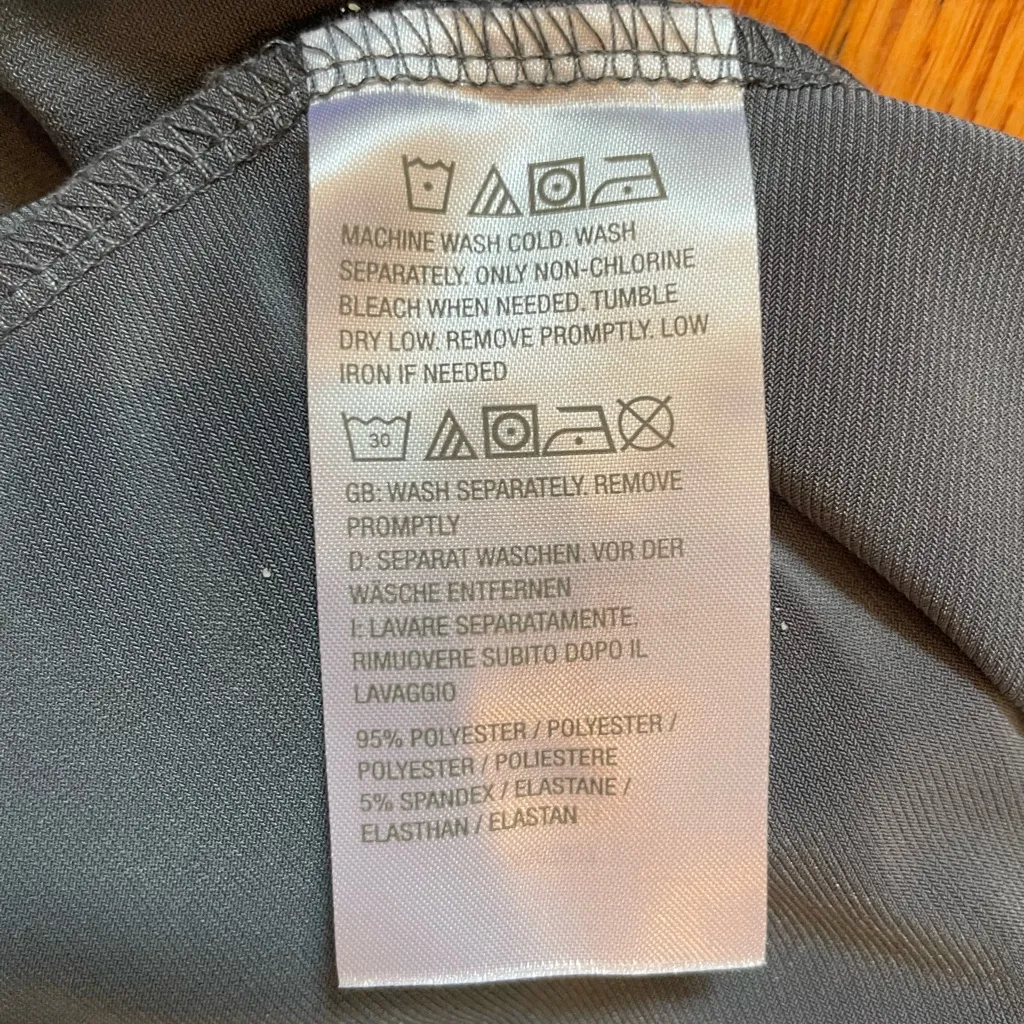 MACHINE WASH COLD. WASH
SEPARATELY. ONLY NON-CHLORINE
BLEACH WHEN NEEDED. TUMBLE
DRY LOW. REMOVE PROMPTLY. LOW
IRON IF NEEDED
30
GB: WASH SEPARATELY. REMOVE
PROMPTLY
D: SEPARAT WASCHEN. VOR DER
WÄSCHE ENTFERNEN
I: LAVARE SEPARATAMENTE.
RIMUOVERE SUBITO DOPO IL
LAVAGGIO
95% POLYESTER / POLYESTER /
POLYESTER / POLIESTERE
5% SPANDEX / ELASTANE /
ELASTHAN / ELASTAN